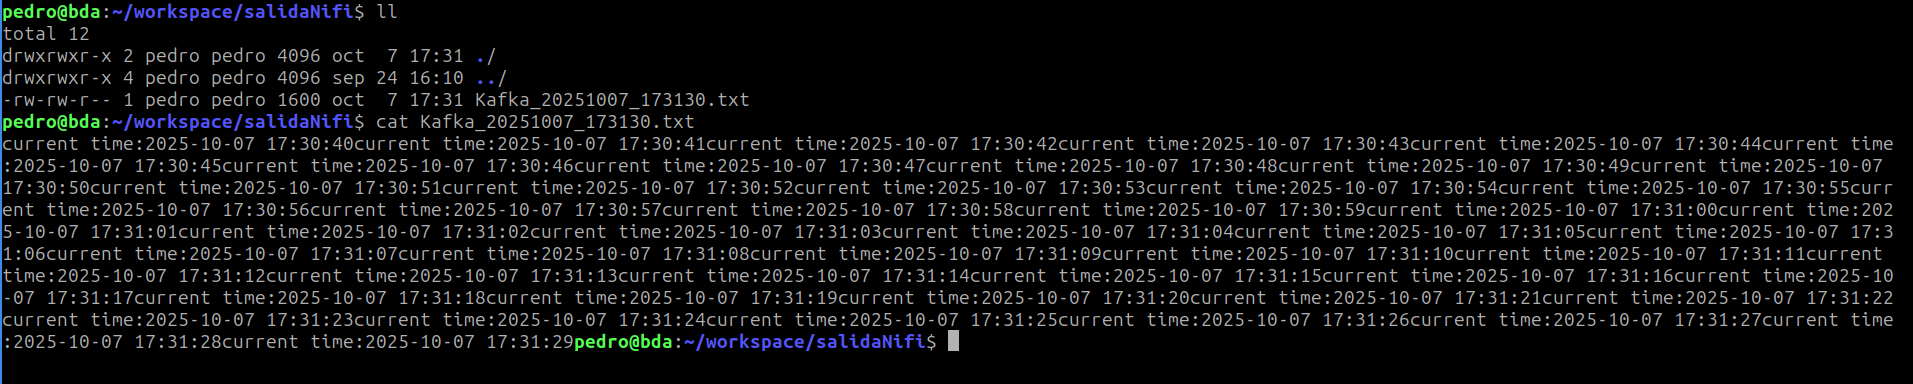 pedro@bda:~/workspace/salidaNifi$ ll
total 12
drwxrwxr-x 2 pedro pedro 4096 oct  7 17:31 ./
drwxrwxr-x 4 pedro pedro 4096 sep 24 16:10 ../
-rw-rw-r-- 1 pedro pedro 1600 oct  7 17:31 Kafka_20251007_173130.txt
pedro@bda:~/workspace/salidaNifi$ cat Kafka_20251007_173130.txt
current time:2025-10-07 17:30:40current time:2025-10-07 17:30:41current time:2025-10-07 17:30:42current time:2025-10-07 17:30:43current time:2025-10-07 17:30:44current time
:2025-10-07 17:30:45current time:2025-10-07 17:30:46current time:2025-10-07 17:30:47current time:2025-10-07 17:30:48current time:2025-10-07 17:30:49current time:2025-10-07
17:30:50current time:2025-10-07 17:30:51current time:2025-10-07 17:30:52current time:2025-10-07 17:30:53current time:2025-10-07 17:30:54current time:2025-10-07 17:30:55curr
ent time:2025-10-07 17:30:56current time:2025-10-07 17:30:57current time:2025-10-07 17:30:58current time:2025-10-07 17:30:59current time:2025-10-07 17:31:00current time:202
5-10-07 17:31:01current time:2025-10-07 17:31:02current time:2025-10-07 17:31:03current time:2025-10-07 17:31:04current time:2025-10-07 17:31:05current time:2025-10-07 17:3
1:06current time:2025-10-07 17:31:07current time:2025-10-07 17:31:08current time:2025-10-07 17:31:09current time:2025-10-07 17:31:10current time:2025-10-07 17:31:11current
time:2025-10-07 17:31:12current time:2025-10-07 17:31:13current time:2025-10-07 17:31:14current time:2025-10-07 17:31:15current time:2025-10-07 17:31:16current time:2025-10
-07 17:31:17current time:2025-10-07 17:31:18current time:2025-10-07 17:31:19current time:2025-10-07 17:31:20current time:2025-10-07 17:31:21current time:2025-10-07 17:31:22
current time:2025-10-07 17:31:23current time:2025-10-07 17:31:24current time:2025-10-07 17:31:25current time:2025-10-07 17:31:26current time:2025-10-07 17:31:27current time
:2025-10-07 17:31:28current time:2025-10-07 17:31:29pedro@bda:~/workspace/salidaNifi$